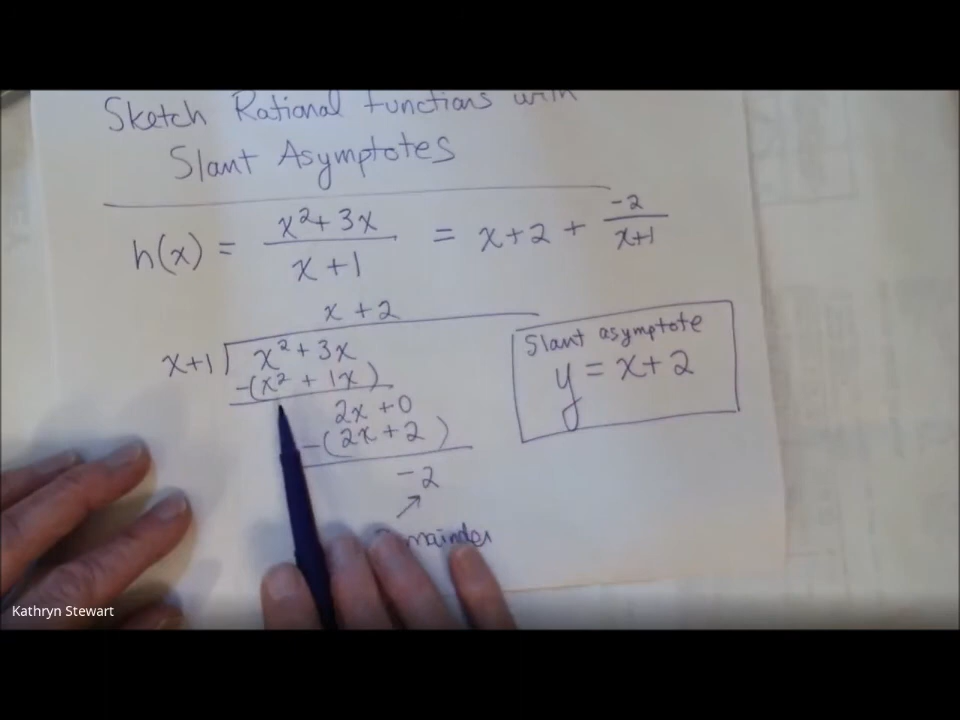 Sketch Rational functions with
Slant Asymptotes
h(x) = x²+3x / x+1 = x+2 + -2 / x+1
x+2
x+1 x²+3x
-(x²+1x)
2x+0
-(2x+2)
-2
Slant asymptote
y = x+2
Kathryn Stewart